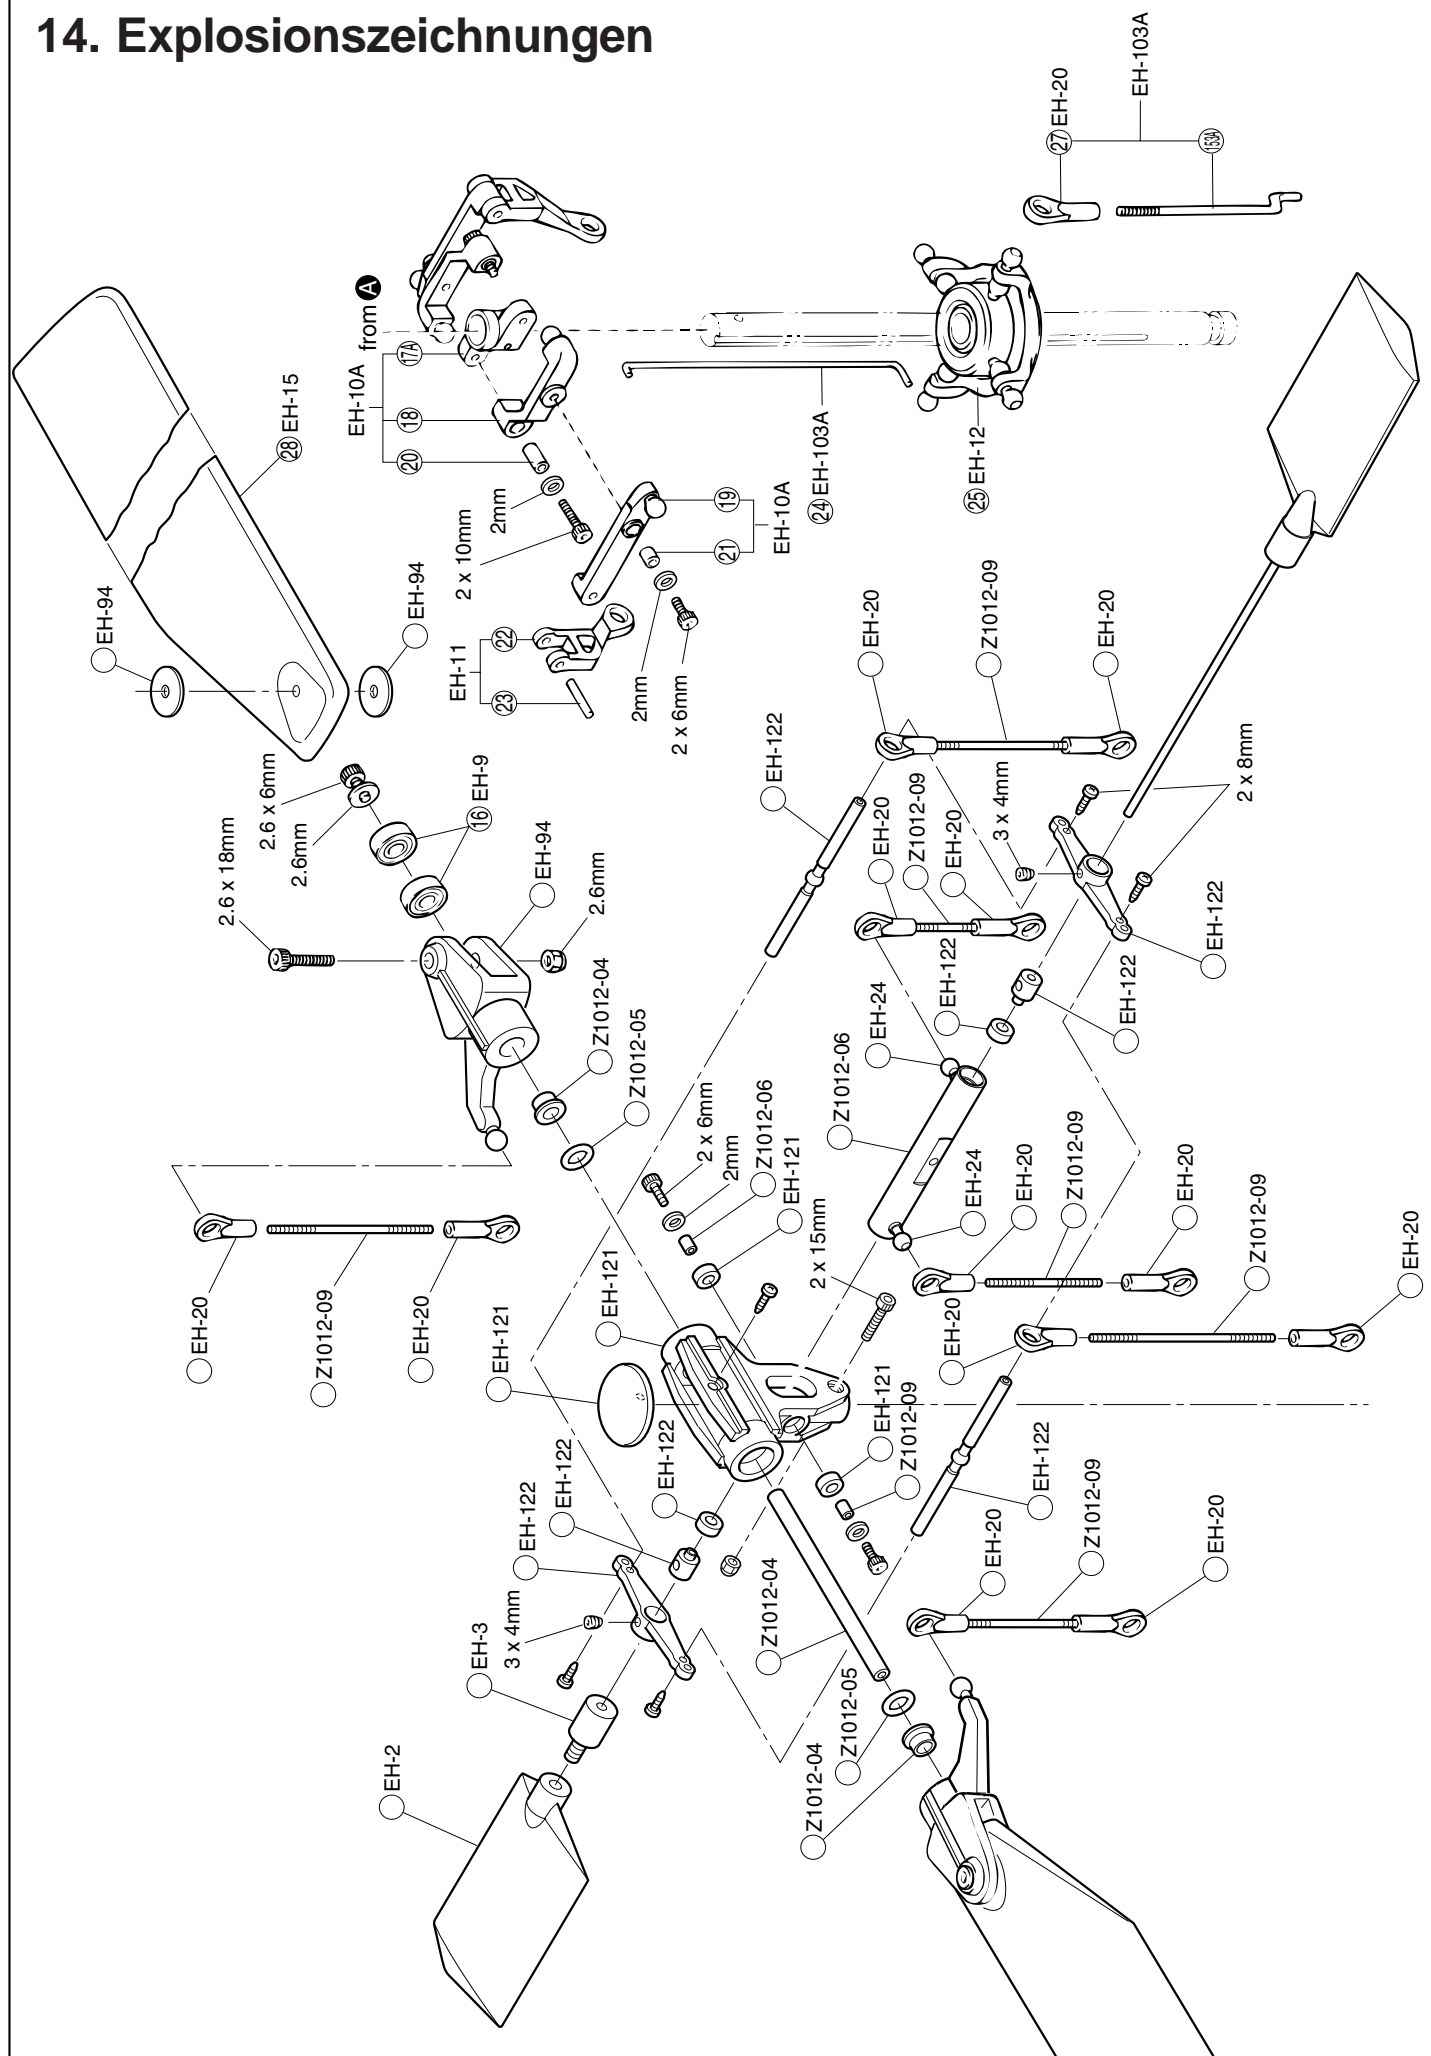 14. Explosionszeichnungen
EH-103A
27 EH-20
153A
from A
EH-10A
17A
18
20
28 EH-15
2mm
2 x 10mm
19
21
EH-10A
24 EH-103A
25 EH-12
EH-94
EH-94
EH-11
22
23
2mm
2 x 6mm
EH-20
Z1012-09
EH-20
2.6 x 6mm
2.6mm
16 EH-9
2.6 x 18mm
EH-94
2.6mm
EH-122
EH-20
Z1012-09
EH-20
3 x 4mm
2 x 8mm
EH-122
EH-122
EH-122
EH-24
Z1012-06
Z1012-04
Z1012-05
2 x 6mm
2mm
Z1012-06
EH-121
2 x 15mm
EH-24
EH-20
Z1012-09
EH-20
Z1012-09
EH-20
EH-20
EH-20
Z1012-09
EH-20
EH-121
EH-121
EH-121
Z1012-09
EH-122
EH-122
EH-122
3 x 4mm
EH-3
EH-2
Z1012-04
Z1012-05
Z1012-04
EH-122
EH-20
Z1012-09
EH-20